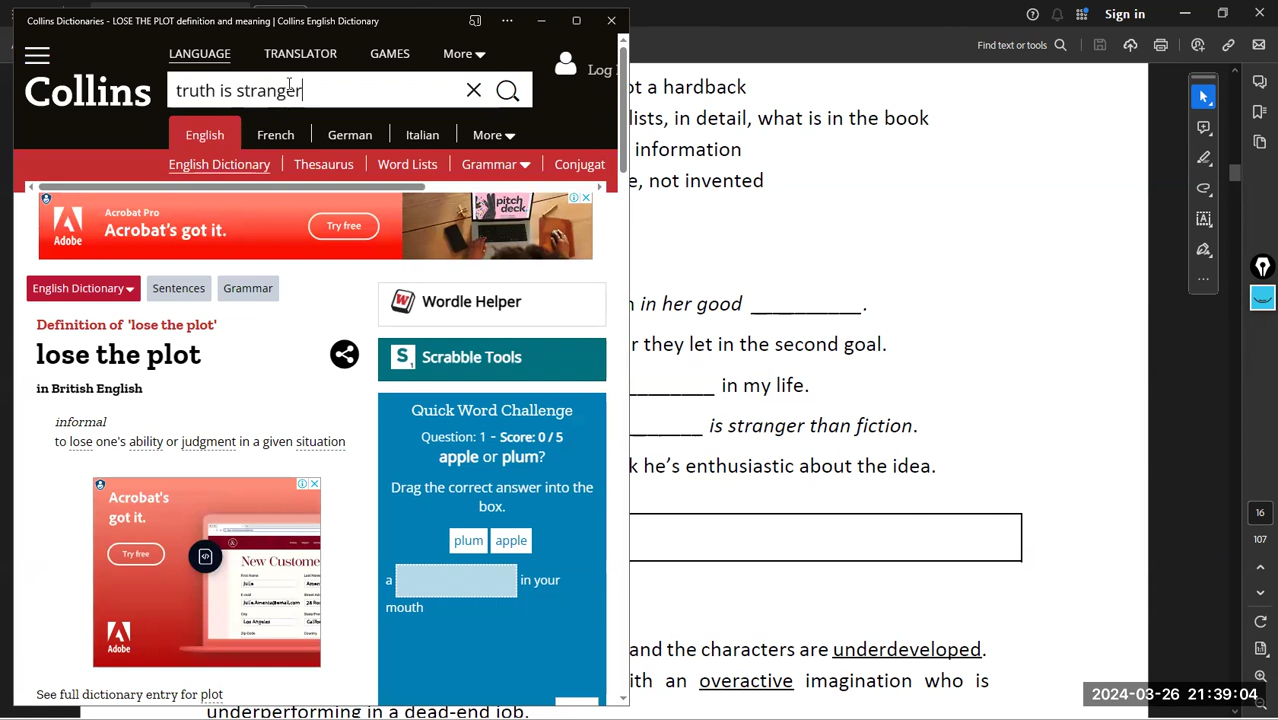 Collins Dictionaries - LOSE THE PLOT definition and meaning | Collins English Dictionary
Sign in
Find text or tools
LANGUAGE TRANSLATOR GAMES More
Log
Collins
truth is stranger
English French German Italian More
English Dictionary Thesaurus Word Lists Grammar Conjugat
Acrobat Pro
Acrobat's got it.
Try free
pitch deck.
English Dictionary Sentences Grammar
Definition of 'lose the plot'
lose the plot
in British English
informal
to lose one's ability or judgment in a given situation
Acrobat's
got it.
Try free
New Custome
See full dictionary entry for plot
Wordle Helper
Scrabble Tools
Quick Word Challenge
Question: 1 - Score: 0 / 5
apple or plum?
Drag the correct answer into the
box.
plum apple
a in your
mouth
ot a hardback
lists, in detail, what is in the book
information
e, not invented
n in her good __________.
r they let in the second goal.
________ in my life.
_______ is stranger than fiction.
k he's enthusiastic about the idea.
and the characters are underdeveloped.
ith an overactive imagination who is
underperforming in a dead-end job.
16
107
2024-03-26 21:39:04